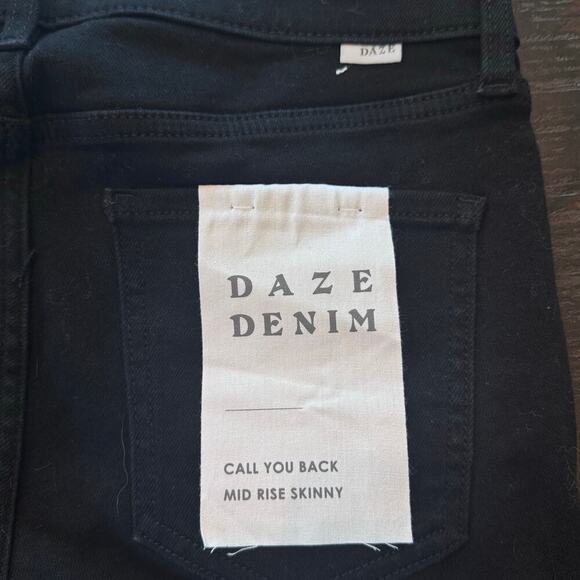 DAZE
DAZE
DENIM
CALL YOU BACK
MID RISE SKINNY